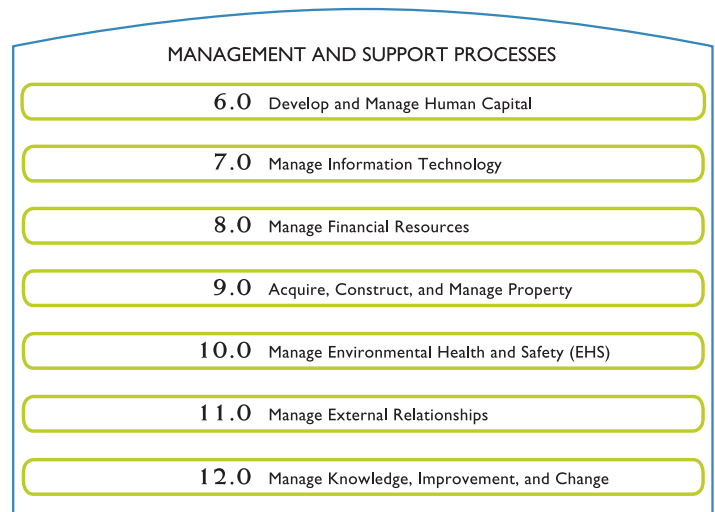 MANAGEMENT AND SUPPORT PROCESSES
6.0 Develop and Manage Human Capital
7.0 Manage Information Technology
8.0 Manage Financial Resources
9.0 Acquire, Construct, and Manage Property
10.0 Manage Environmental Health and Safety (EHS)
11.0 Manage External Relationships
12.0 Manage Knowledge, Improvement, and Change